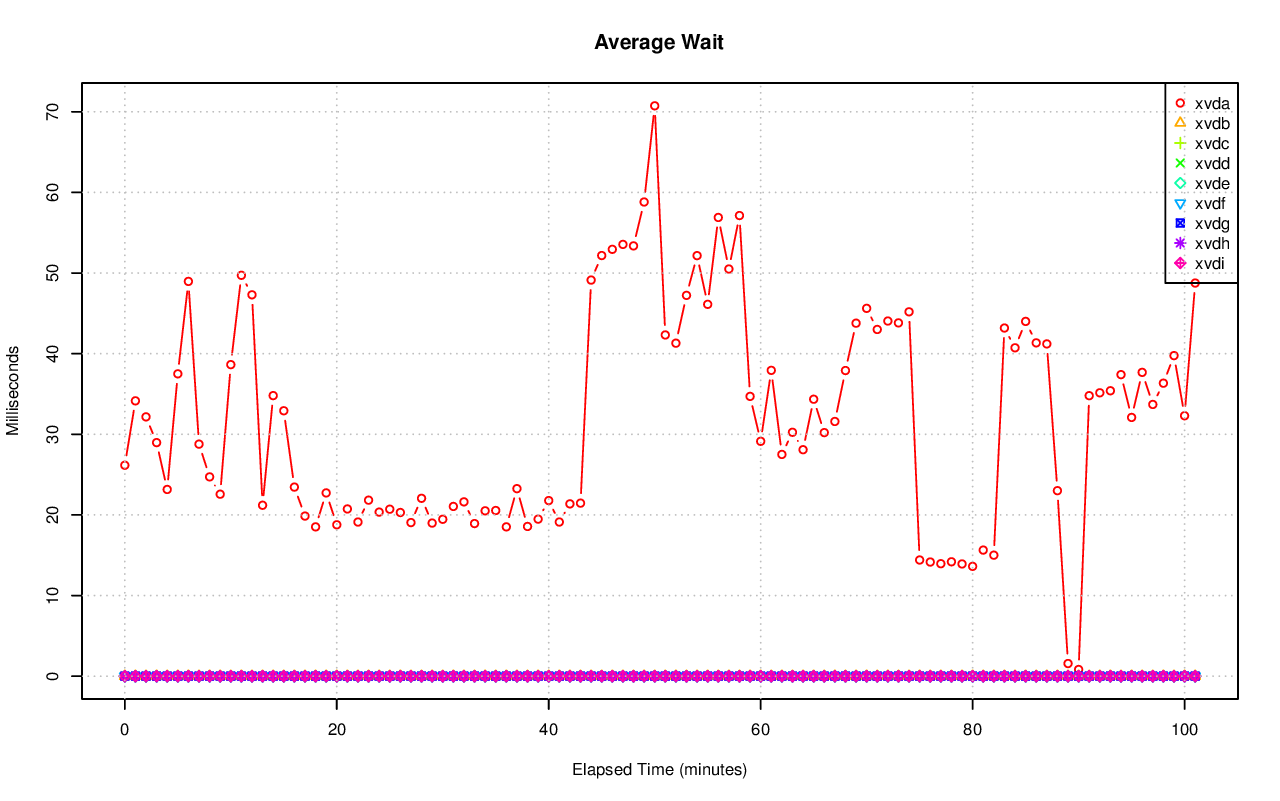 Average Wait
Milliseconds
70
60
50
40
30
20
10
0
xvda
xvdb
xvdc
xvdd
xvde
xvdf
xvdg
xvdh
xvdi
0 20 40 60 80 100
Elapsed Time (minutes)